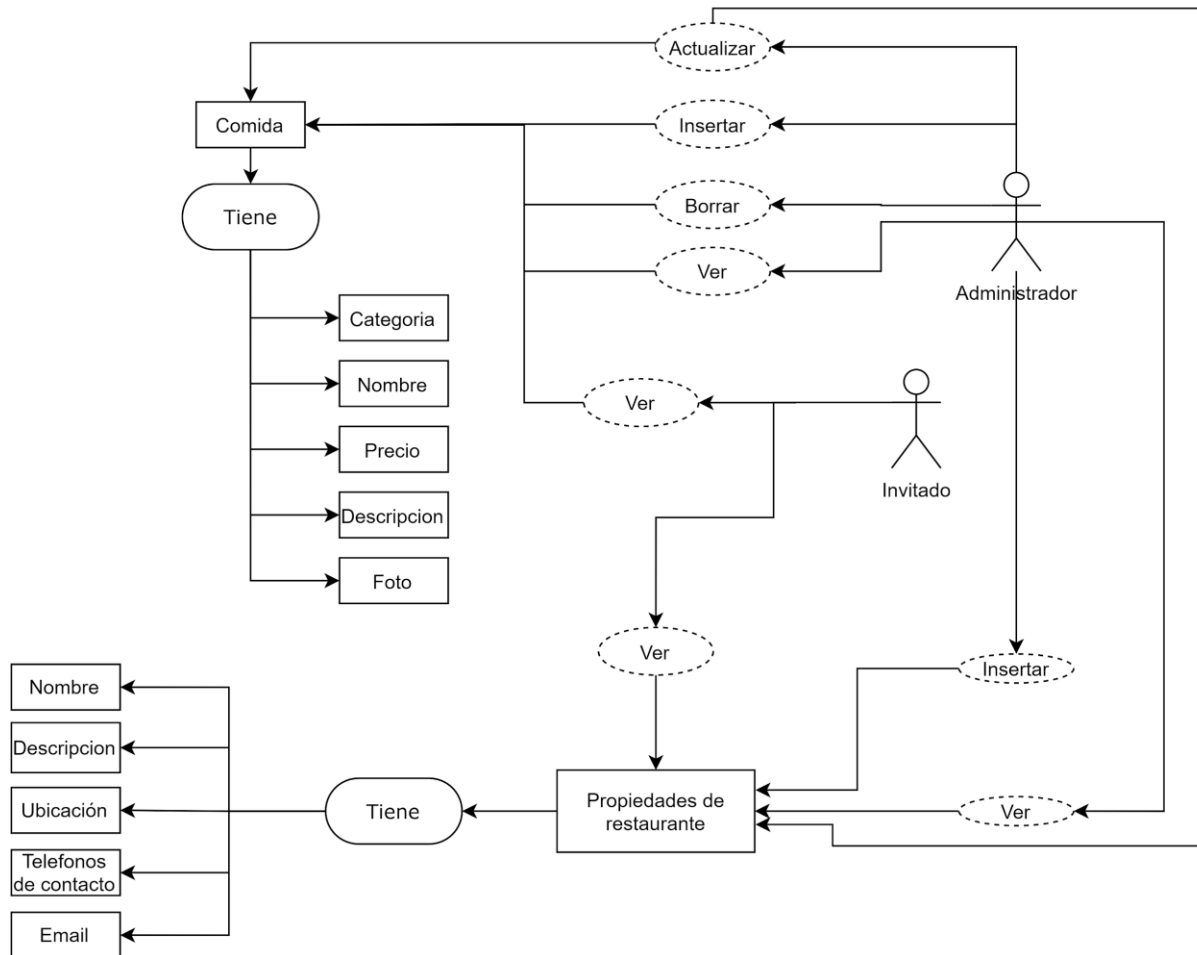 Actualizar
Comida
Insertar
Tiene
Borrar
Ver
Administrador
Categoria
Nombre
Ver
Precio
Invitado
Descripcion
Foto
Ver
Insertar
Nombre
Descripcion
Ubicación
Tiene
Propiedades de
restaurante
Ver
Telefonos
de contacto
Email